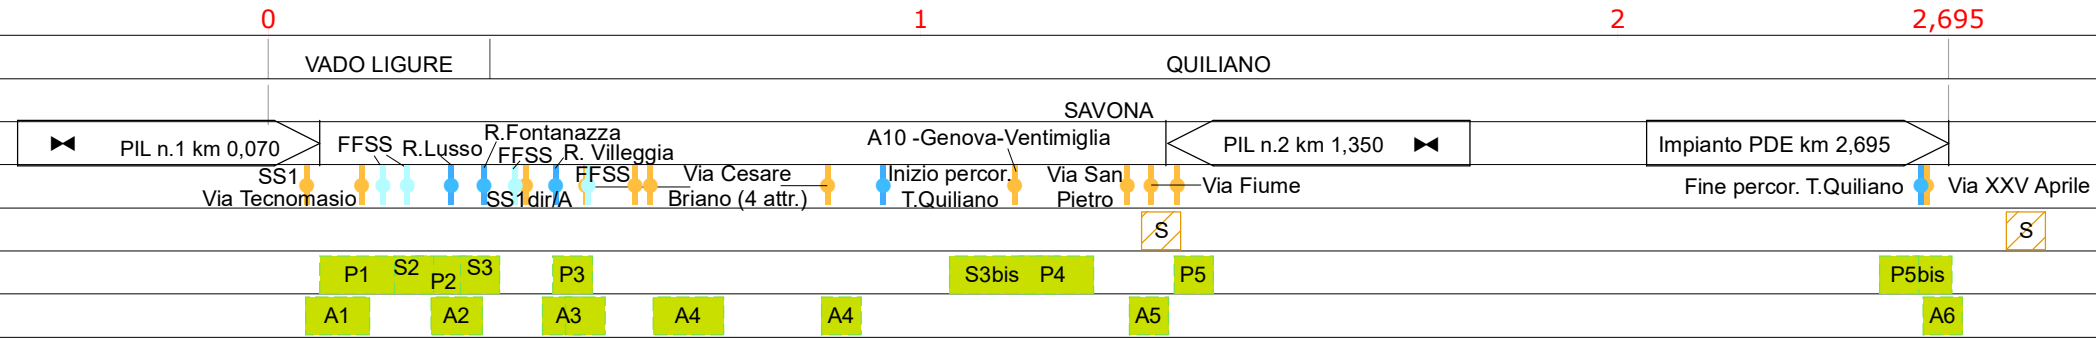 0 1 2 2,695
VADO LIGURE QUILIANO
SAVONA
PIL n.1 km 0,070 FFSS R.Lusso R.Fontanazza FFSS R. Villeggia A10 -Genova-Ventimiglia PIL n.2 km 1,350 Impianto PDE km 2,695
SS1 FFSS Via Cesare Inizio percor. Via San Via Fiume Fine percor. T.Quiliano Via XXV Aprile
Via Tecnomasio SS1dir/A Briano (4 attr.) T.Quiliano Pietro
S S
P1 S2 P2 S3 P3 S3bis P4 P5 P5bis
A1 A2 A3 A4 A4 A5 A6